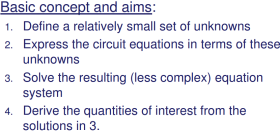 Basic concept and aims:
1. Define a relatively small set of unknowns
2. Express the circuit equations in terms of these
unknowns
3. Solve the resulting (less complex) equation
system
4. Derive the quantities of interest from the
solutions in 3.